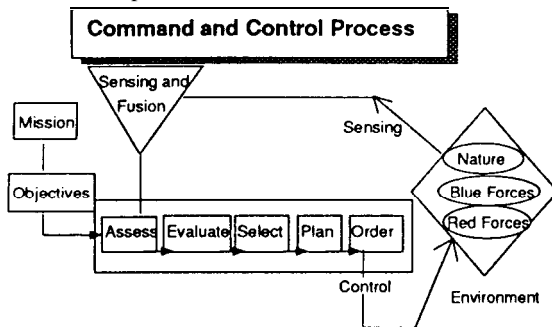 Command and Control Process
Sensing and
Fusion
Mission
Sensing
Nature
Objectives
Blue Forces
Red Forces
Assess
Evaluate
Select
Plan
Order
Control
Environment